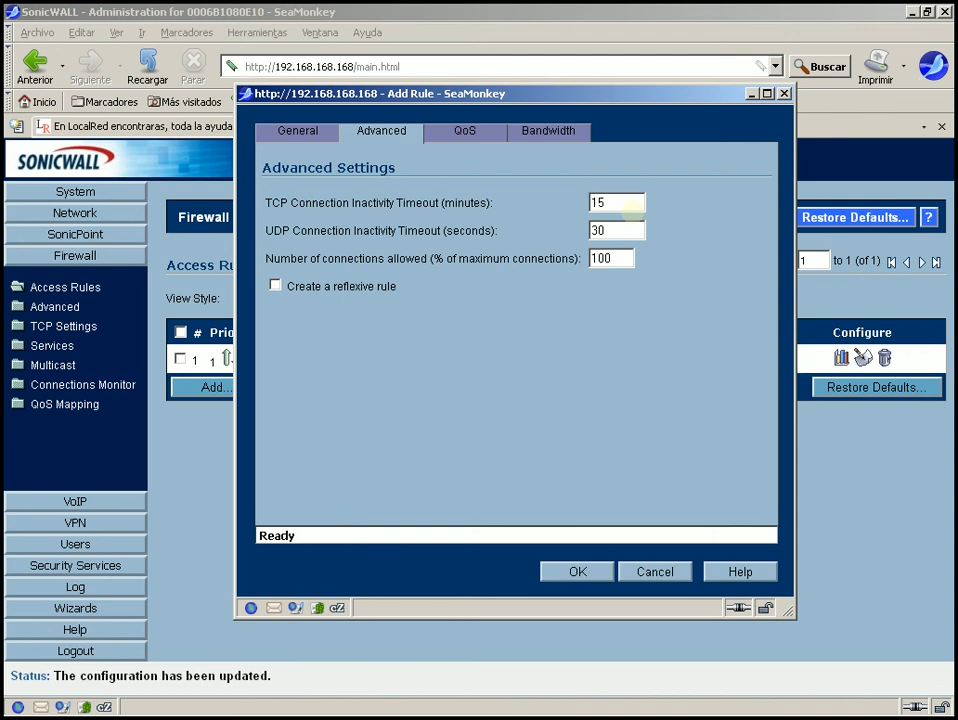 SonicWALL - Administration for 0006B1080E10 - SeaMonkey
Archivo Editar Ver Ir Marcadores Herramientas Ventana Ayuda
Anterior Siguiente Recargar Parar http://192.168.168.168/main.html Buscar Imprimir
Inicio Marcadores Más visitados
LR En LocalRed encontraras, toda la ayuda
http://192.168.168.168 - Add Rule - SeaMonkey
General Advanced QoS Bandwidth
Advanced Settings
TCP Connection Inactivity Timeout (minutes): 15
UDP Connection Inactivity Timeout (seconds): 30
Number of connections allowed (% of maximum connections): 100
Create a reflexive rule
Ready
OK Cancel Help
SONICWALL
System
Network
SonicPoint
Firewall
Access Rules
Advanced
TCP Settings
Services
Multicast
Connections Monitor
QoS Mapping
VoIP
VPN
Users
Security Services
Log
Wizards
Help
Logout
Firewall Restore Defaults... ?
Access Ru 1 to 1 (of 1)
View Style:
# Prio Configure
1 1
Add... Restore Defaults...
Status: The configuration has been updated.